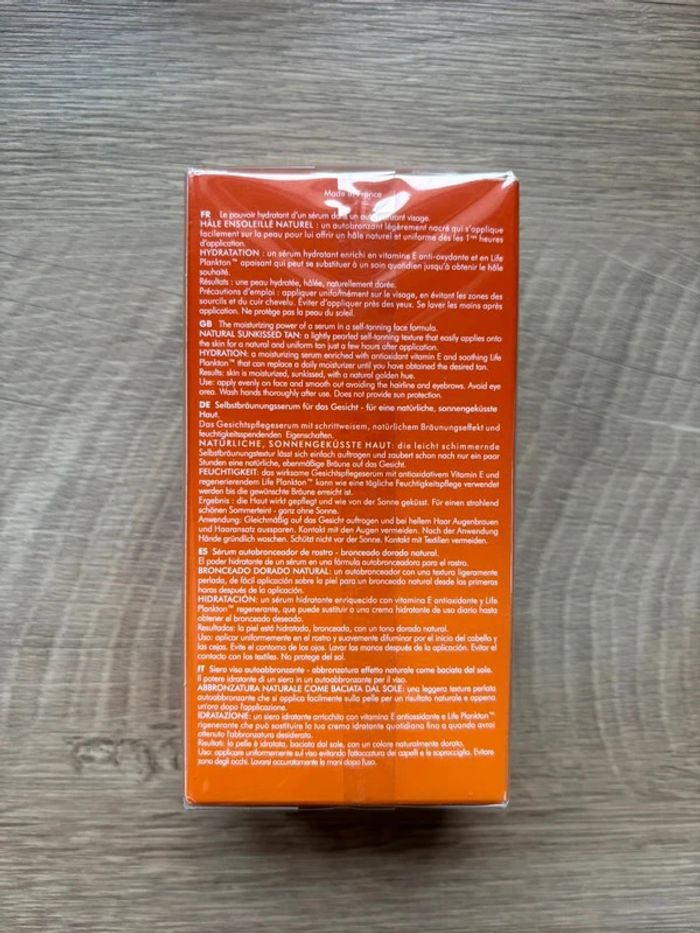 Made in France
FR Le pouvoir hydratant d'un sérum dans un autobronzant visage.
HÂLE ENSOLEILLÉ NATUREL : un autobronzant légèrement nacré qui s'applique
facilement sur la peau pour lui offrir un hâle naturel et uniforme dès les 1ères heures
d'application.
HYDRATATION : un sérum hydratant enrichi en vitamine E anti-oxydante et en Life
Plankton™ apaisant qui peut se substituer à un soin quotidien jusqu'à obtenir le hâle
souhaité.
Résultats : une peau hydratée, hâlée, naturellement dorée.
Précautions d'emploi : appliquer uniformément sur le visage, en évitant les zones des
sourcils et du cuir chevelu. Éviter d'appliquer près des yeux. Se laver les mains après
application. Ne protège pas la peau du soleil.
GB The moisturizing power of a serum in a self-tanning face formula.
NATURAL SUNKISSED TAN: a lightly pearled self-tanning texture that easily applies onto
the skin for a natural and uniform tan just a few hours after application.
HYDRATION: a moisturizing serum enriched with antioxidant vitamin E and soothing Life
Plankton™ that can replace a daily moisturizer until you have obtained the desired tan.
Results: skin is moisturized, sunkissed, with a natural golden hue.
Use: apply evenly on face and smooth out avoiding the hairline and eyebrows. Avoid eye
area. Wash hands thoroughly after use. Does not provide sun protection.
DE Selbstbräunungsserum für das Gesicht - für eine natürliche, sonnengeküsste
Haut.
Das Gesichtspflegeserum mit schrittweisem, natürlichem Bräunungseffekt und
feuchtigkeitsspendenden Eigenschaften.
NATÜRLICHE, SONNENGEKÜSSTE HAUT: die leicht schimmernde
Selbstbräunungstextur lässt sich einfach auftragen und zaubert schon nach nur ein paar
Stunden eine natürliche, ebenmäßige Bräune auf das Gesicht.
FEUCHTIGKEIT: das wirksame Gesichtspflegeserum mit antioxidativem Vitamin E und
regenerierendem Life Plankton™ kann wie eine tägliche Feuchtigkeitspflege verwendet
werden bis die gewünschte Bräune erreicht ist.
Ergebnis : die Haut wirkt gepflegt und wie von der Sonne geküsst. Für einen strahlend
schönen Sommerteint - ganz ohne Sonne.
Anwendung: Gleichmäßig auf das Gesicht auftragen und bei hellem Haar Augenbrauen
und Haaransatz aussparen. Kontakt mit den Augen vermeiden. Nach der Anwendung
Hände gründlich waschen. Schützt nicht vor der Sonne. Kontakt mit Textilien vermeiden.
ES Sérum autobronceador de rostro - bronceado dorado natural.
El poder hidratante de un sérum en una fórmula autobronceadora para el rostro.
BRONCEADO DORADO NATURAL: un autobronceador con una textura ligeramente
perlada, de fácil aplicación sobre la piel para un bronceado natural desde las primeras
horas después de la aplicación.
HIDRATACIÓN: un sérum hidratante enriquecido con vitamina E antioxidante y Life
Plankton™ regenerante, que puede sustituir a una crema hidratante de uso diario hasta
obtener el bronceado deseado.
Resultados: la piel está hidratada, bronceada, con un tono dorado natural.
Uso: aplicar uniformemente en el rostro y suavemente difuminar por el inicio del cabello y
las cejas. Evite el contorno de los ojos. Lavar las manos después de la aplicación. Evitar el
contacto con los textiles. No protege del sol.
IT Siero viso autoabbronzante - abbronzatura effetto naturale come baciata dal sole.
Il potere idratante di un siero in un autoabbronzante per il viso.
ABBRONZATURA NATURALE COME BACIATA DAL SOLE: una leggera texture perlata
autoabbronzante che si applica facilmente sulla pelle per un risultato naturale e appena
un'ora dopo l'applicazione.
IDRATAZIONE: un siero idratante arricchito con vitamina E antiossidante e Life Plankton™
rigenerante che può sostituire la tua crema idratante quotidiana fino a quando avrai
ottenuto l'abbronzatura desiderata.
Risultati: la pelle è idratata, baciata dal sole, con un colore naturalmente dorato.
Uso: applicare uniformemente sul viso evitando l'attaccatura dei capelli e le sopracciglia. Evitare
zona degli occhi. Lavarsi accuratamente le mani dopo l'uso.